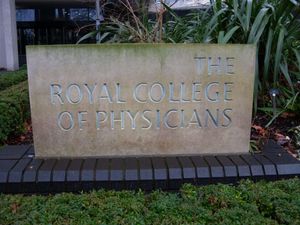 THE
ROYAL COLLEGE
OF PHYSICIANS